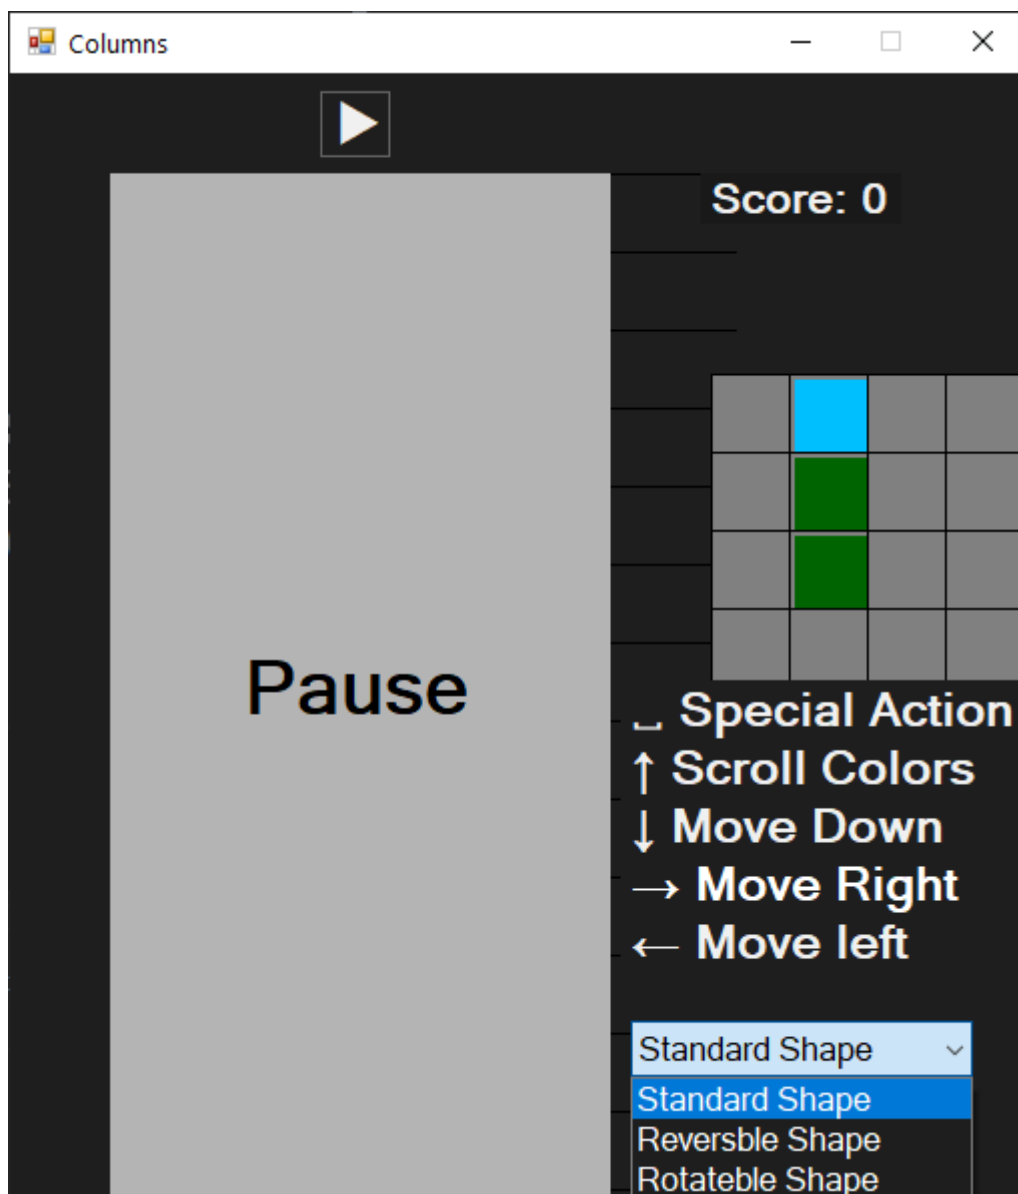 Columns
Score: 0
Pause
⎵ Special Action
↑ Scroll Colors
↓ Move Down
→ Move Right
← Move left
Standard Shape
Standard Shape
Reversble Shape
Rotateble Shape